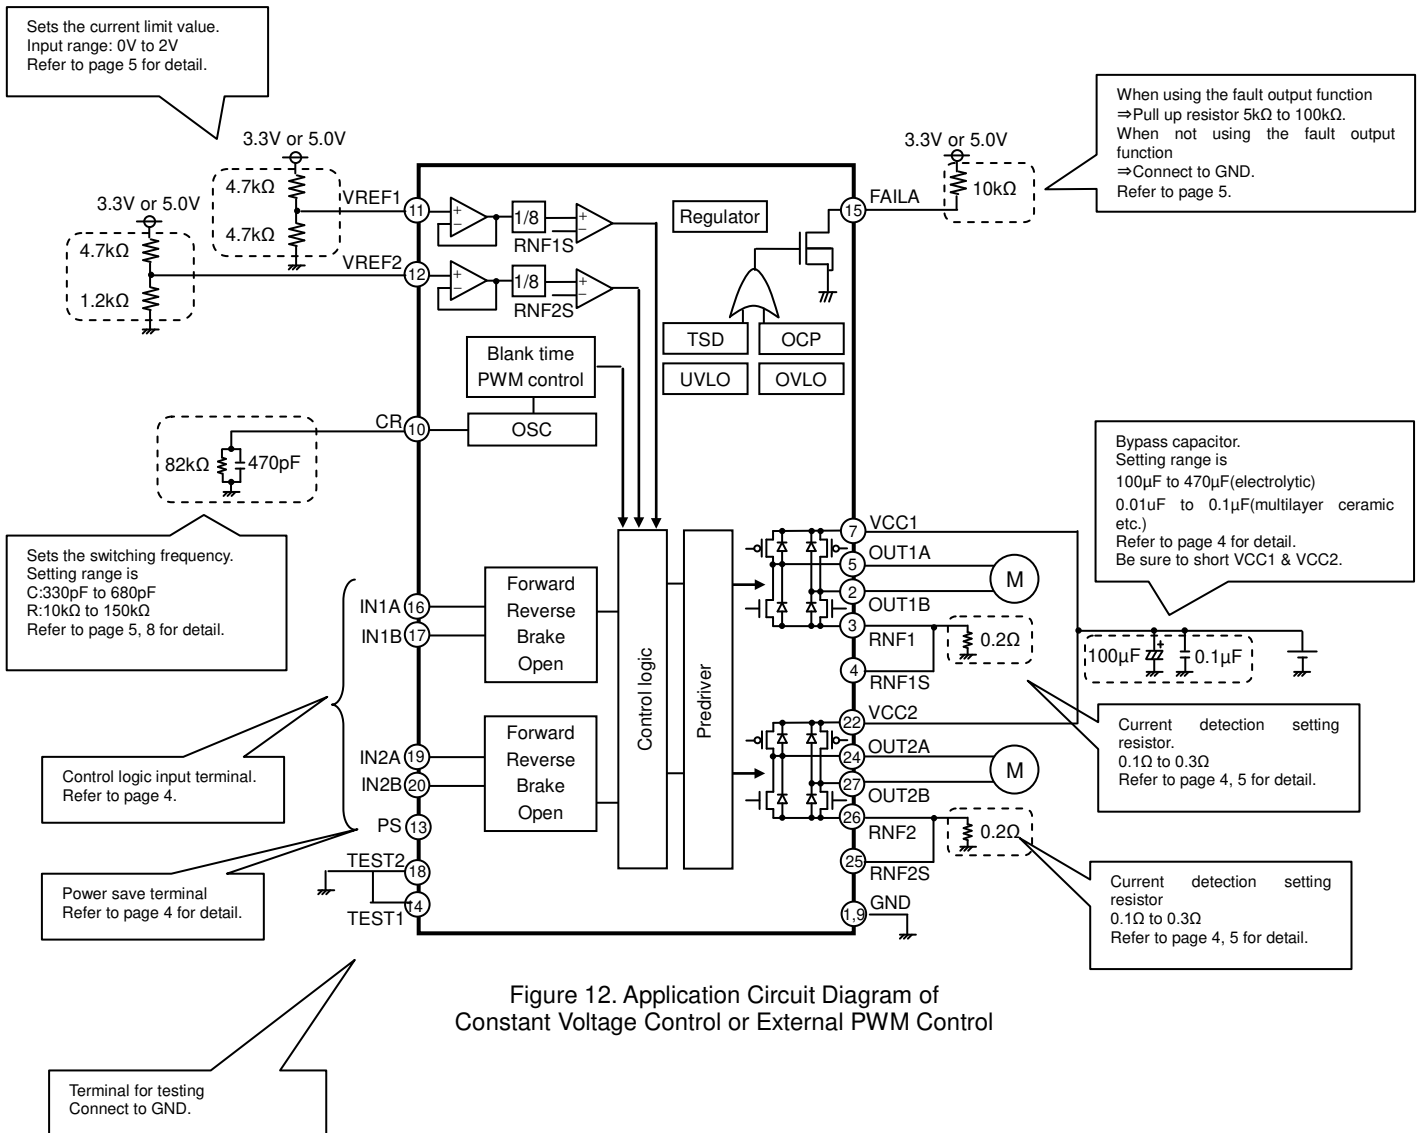 Sets the current limit value.
Input range: 0V to 2V
Refer to page 5 for detail.
When using the fault output function
⇒Pull up resistor 5kΩ to 100kΩ.
When not using the fault output
function
⇒Connect to GND.
Refer to page 5.
3.3V or 5.0V
4.7kΩ
4.7kΩ
VREF1
11
3.3V or 5.0V
4.7kΩ
1.2kΩ
VREF2
12
+
−
1/8
RNF1S
+
−
+
−
1/8
RNF2S
+
−
Regulator
3.3V or 5.0V
10kΩ
15
FAILA
TSD
OCP
UVLO
OVLO
Blank time
PWM control
OSC
CR
10
82kΩ
470pF
Sets the switching frequency.
Setting range is
C:330pF to 680pF
R:10kΩ to 150kΩ
Refer to page 5, 8 for detail.
Bypass capacitor.
Setting range is
100μF to 470μF(electrolytic)
0.01uF to 0.1μF(multilayer ceramic
etc.)
Refer to page 4 for detail.
Be sure to short VCC1 & VCC2.
IN1A
16
IN1B
17
Forward
Reverse
Brake
Open
IN2A
19
IN2B
20
Forward
Reverse
Brake
Open
Control logic
Predriver
PS
13
TEST2
18
TEST1
14
7
VCC1
5
OUT1A
2
OUT1B
M
3
RNF1
0.2Ω
4
RNF1S
100μF
+
0.1μF
22
VCC2
24
OUT2A
27
OUT2B
M
26
RNF2
0.2Ω
25
RNF2S
1,9
GND
Control logic input terminal.
Refer to page 4.
Power save terminal
Refer to page 4 for detail.
Current detection setting
resistor.
0.1Ω to 0.3Ω
Refer to page 4, 5 for detail.
Current detection setting
resistor
0.1Ω to 0.3Ω
Refer to page 4, 5 for detail.
Figure 12. Application Circuit Diagram of
Constant Voltage Control or External PWM Control
Terminal for testing
Connect to GND.